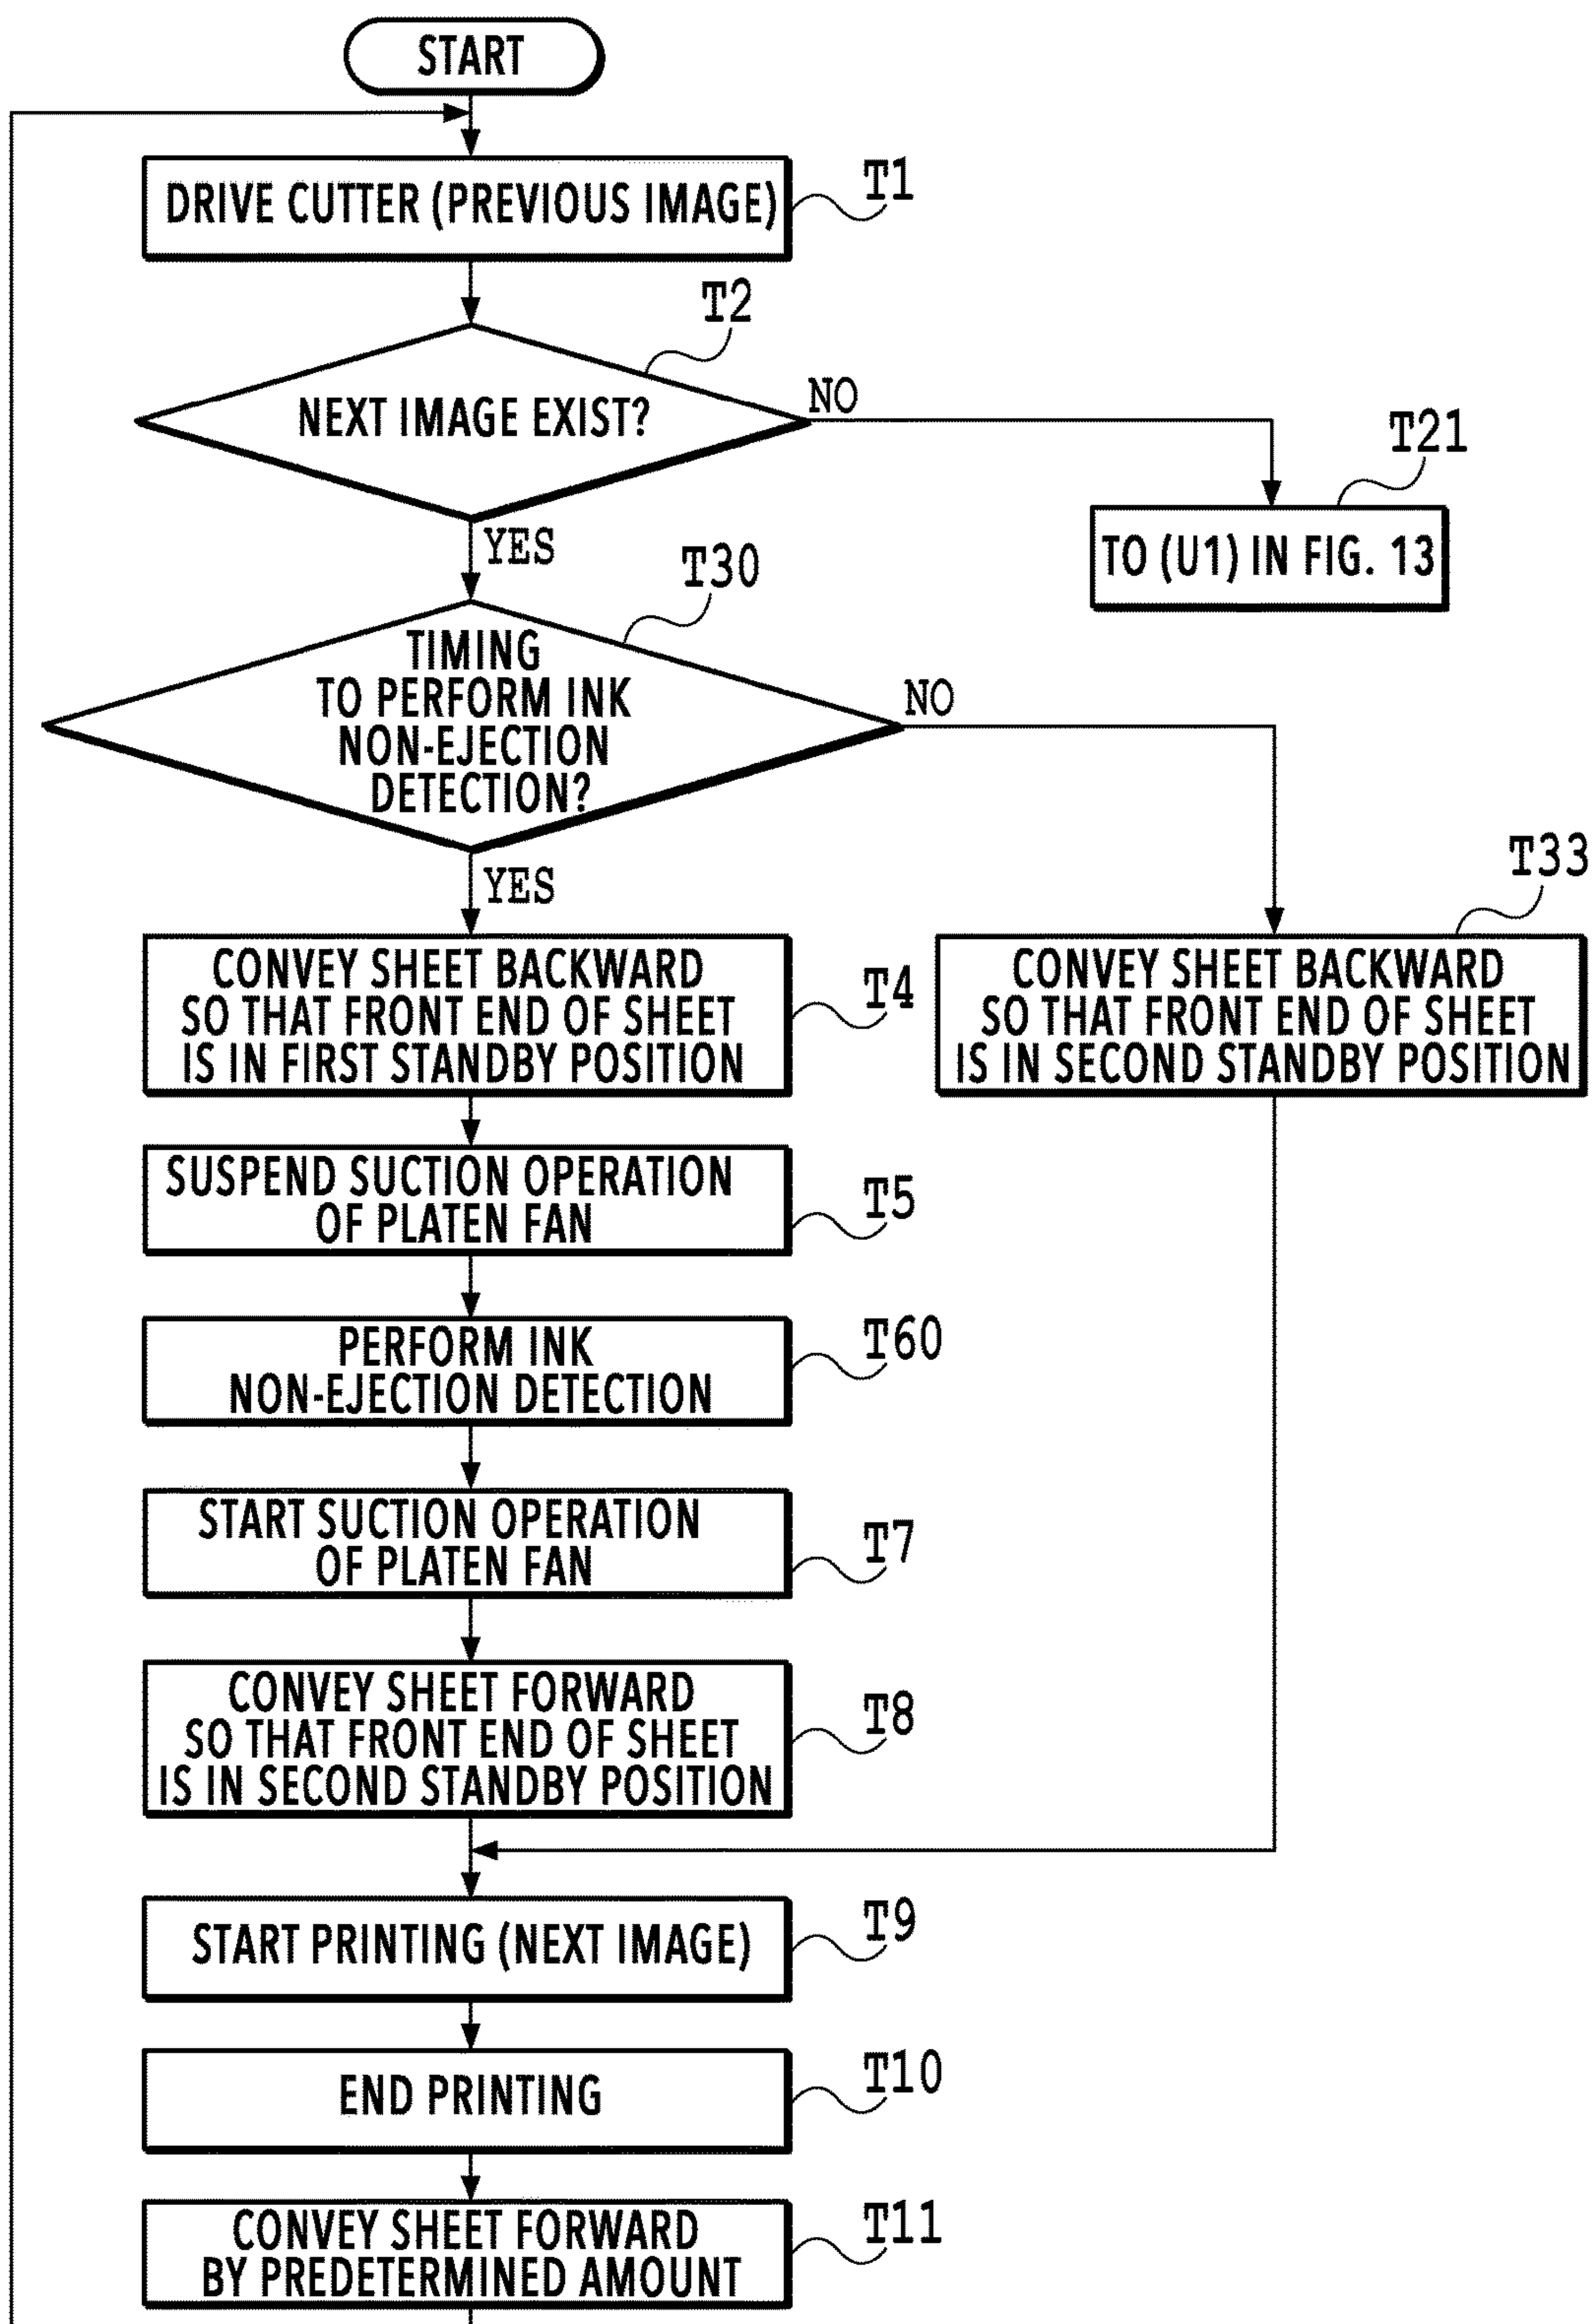 START
DRIVE CUTTER (PREVIOUS IMAGE)
T1
T2
NEXT IMAGE EXIST?
NO
T21
TO (U1) IN FIG. 13
YES
T30
TIMING
TO PERFORM INK
NON-EJECTION
DETECTION?
NO
YES
T33
CONVEY SHEET BACKWARD
SO THAT FRONT END OF SHEET
IS IN FIRST STANDBY POSITION
T4
CONVEY SHEET BACKWARD
SO THAT FRONT END OF SHEET
IS IN SECOND STANDBY POSITION
SUSPEND SUCTION OPERATION
OF PLATEN FAN
T5
PERFORM INK
NON-EJECTION DETECTION
T60
START SUCTION OPERATION
OF PLATEN FAN
T7
CONVEY SHEET FORWARD
SO THAT FRONT END OF SHEET
IS IN SECOND STANDBY POSITION
T8
START PRINTING (NEXT IMAGE)
T9
END PRINTING
T10
CONVEY SHEET FORWARD
BY PREDETERMINED AMOUNT
T11